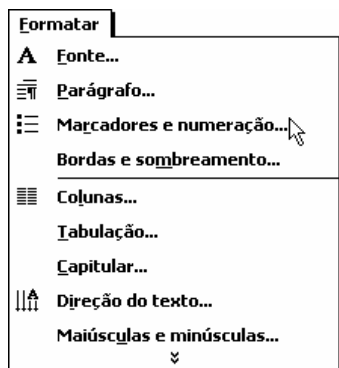 Formatar
Fonte...
Parágrafo...
Marcadores e numeração...
Bordas e sombreamento...
Colunas...
Tabulação...
Capitular...
Direção do texto...
Maiúsculas e minúsculas...